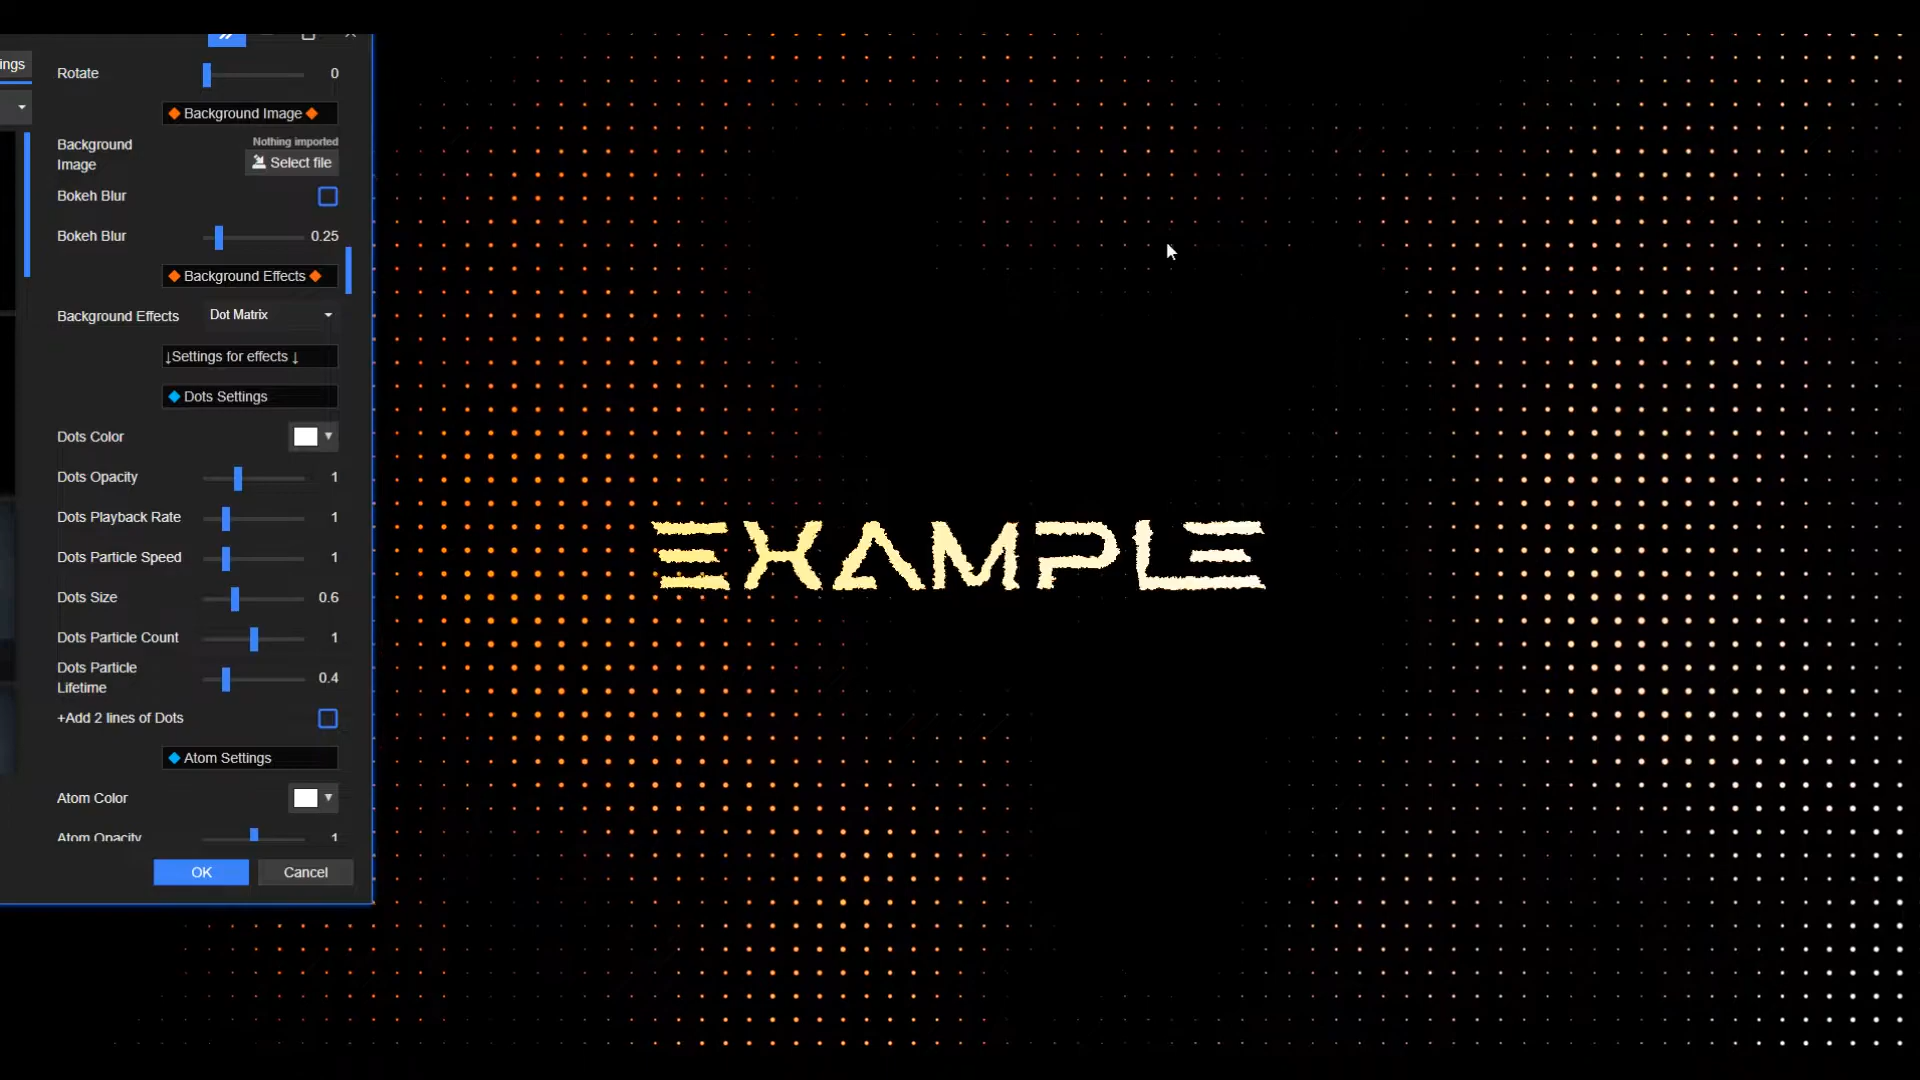 ings
Rotate 0
Background Image
Background Image
Nothing imported
Select file
Bokeh Blur
Bokeh Blur 0.25
Background Effects
Background Effects Dot Matrix
↓Settings for effects ↓
Dots Settings
Dots Color
Dots Opacity 1
Dots Playback Rate 1
Dots Particle Speed 1
Dots Size 0.6
Dots Particle Count 1
Dots Particle Lifetime 0.4
+Add 2 lines of Dots
Atom Settings
Atom Color
Atom Opacity 1
OK Cancel
EXAMPLE